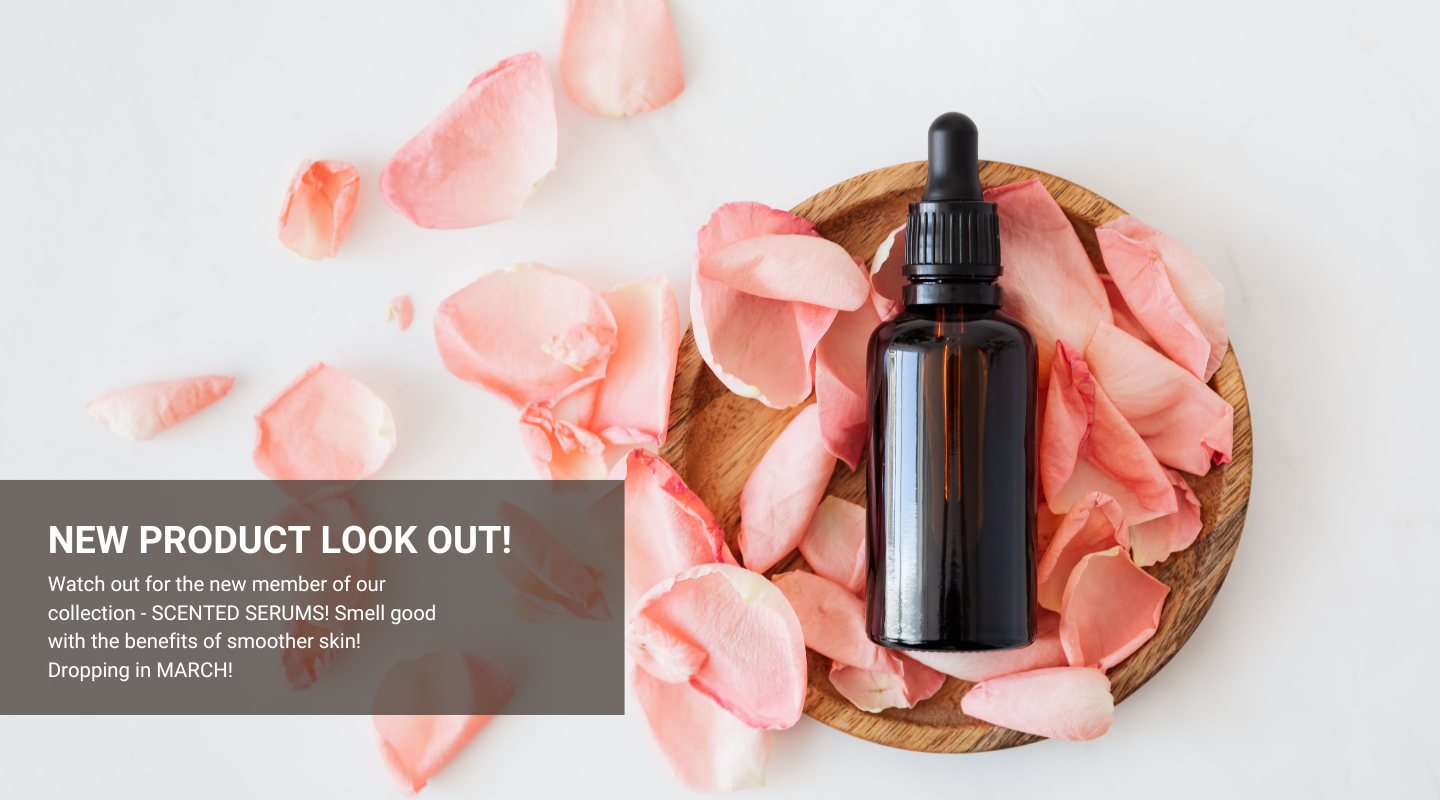 NEW PRODUCT LOOK OUT!
Watch out for the new member of our
collection - SCENTED SERUMS! Smell good
with the benefits of smoother skin!
Dropping in MARCH!